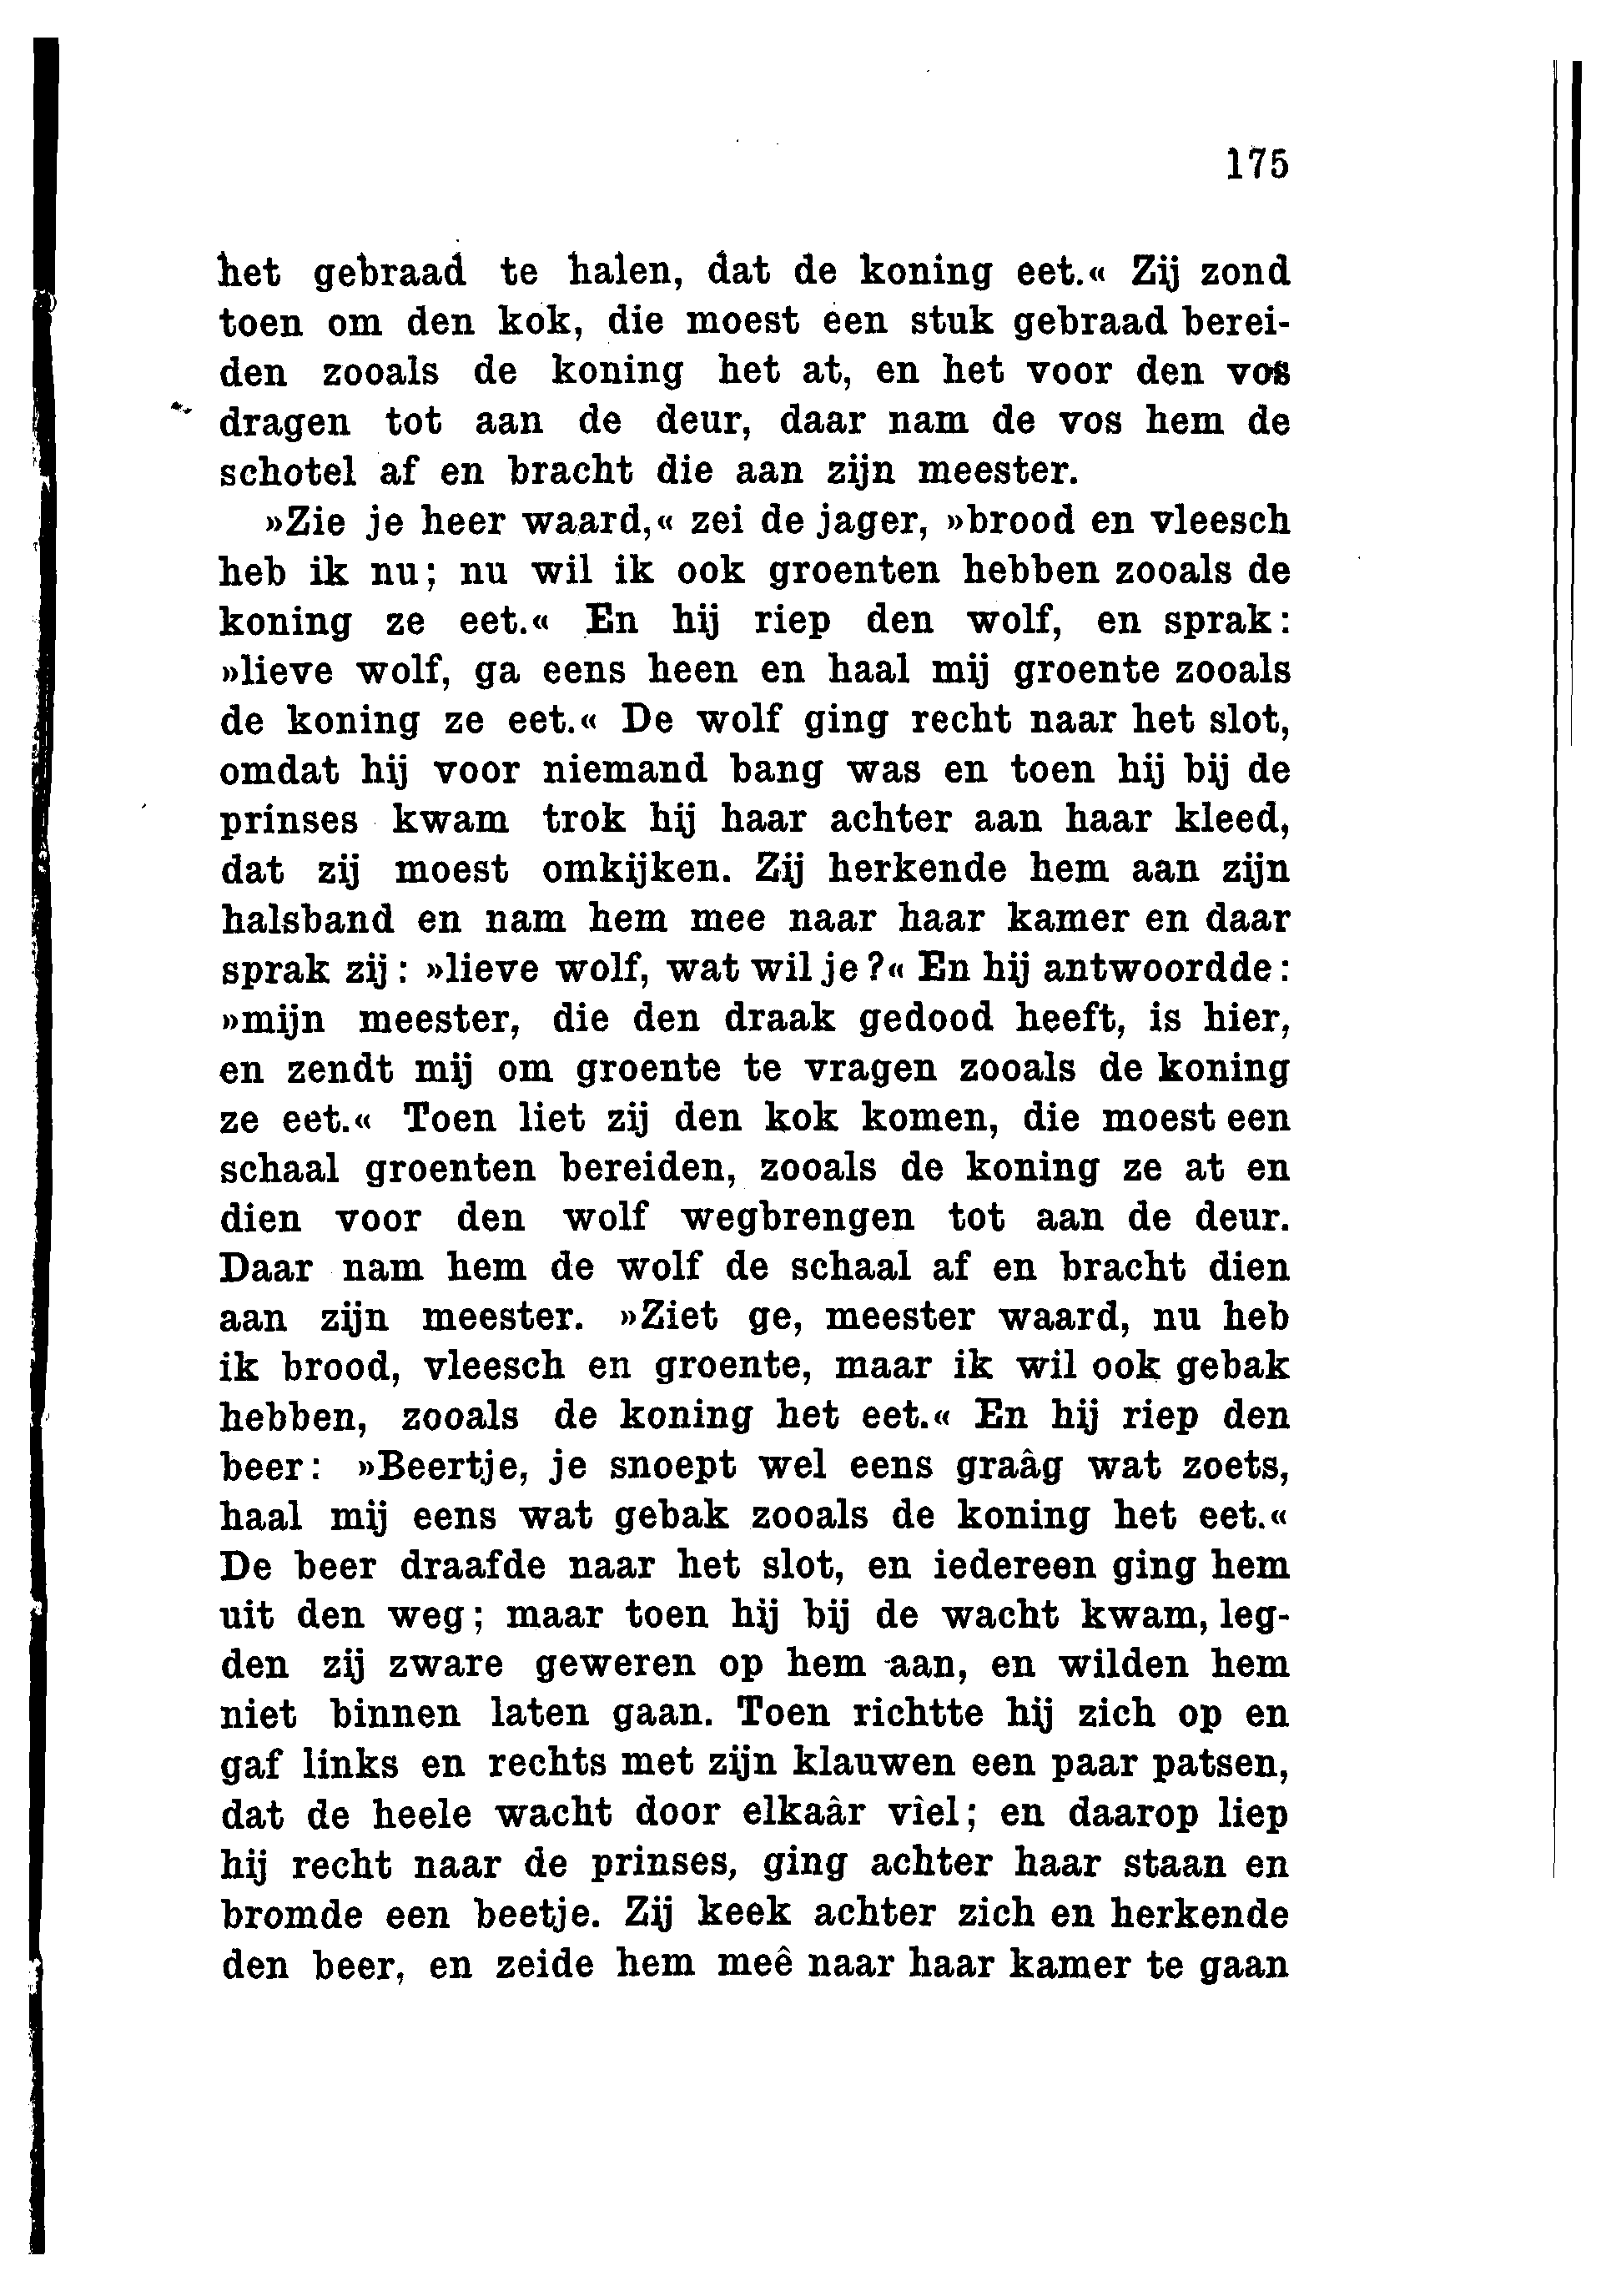 175
het gebraad te halen, dat de koning eet.« Zij zond
toen om den kok, die moest een stuk gebraad berei-
den zooals de koning het at, en het voor den vos
dragen tot aan de deur, daar nam de vos hem de
schotel af en bracht die aan zijn meester.
»Zie je heer waard,« zei de jager, »brood en vleesch
heb ik nu; nu wil ik ook groenten hebben zooals de
koning ze eet.« En hij riep den wolf, en sprak:
»lieve wolf, ga eens heen en haal mij groente zooals
de koning ze eet.« De wolf ging recht naar het slot,
omdat hij voor niemand bang was en toen hij bij de
prinses kwam trok hij haar achter aan haar kleed,
dat zij moest omkijken. Zij herkende hem aan zijn
halsband en nam hem mee naar haar kamer en daar
sprak zij: »lieve wolf, wat wil je?« En hij antwoordde:
»mijn meester, die den draak gedood heeft, is hier,
en zendt mij om groente te vragen zooals de koning
ze eet.« Toen liet zij den kok komen, die moest een
schaal groenten bereiden, zooals de koning ze at en
dien voor den wolf wegbrengen tot aan de deur.
Daar nam hem de wolf de schaal af en bracht dien
aan zijn meester. »Ziet ge, meester waard, nu heb
ik brood, vleesch en groente, maar ik wil ook gebak
hebben, zooals de koning het eet.« En hij riep den
beer: »Beertje, je snoept wel eens graâg wat zoets,
haal mij eens wat gebak zooals de koning het eet.«
De beer draafde naar het slot, en iedereen ging hem
uit den weg; maar toen hij bij de wacht kwam, leg-
den zij zware geweren op hem aan, en wilden hem
niet binnen laten gaan. Toen richtte hij zich op en
gaf links en rechts met zijn klauwen een paar patsen,
dat de heele wacht door elkaâr vîel; en daarop liep
hij recht naar de prinses, ging achter haar staan en
bromde een beetje. Zij keek achter zich en herkende
den beer, en zeide hem meê naar haar kamer te gaan